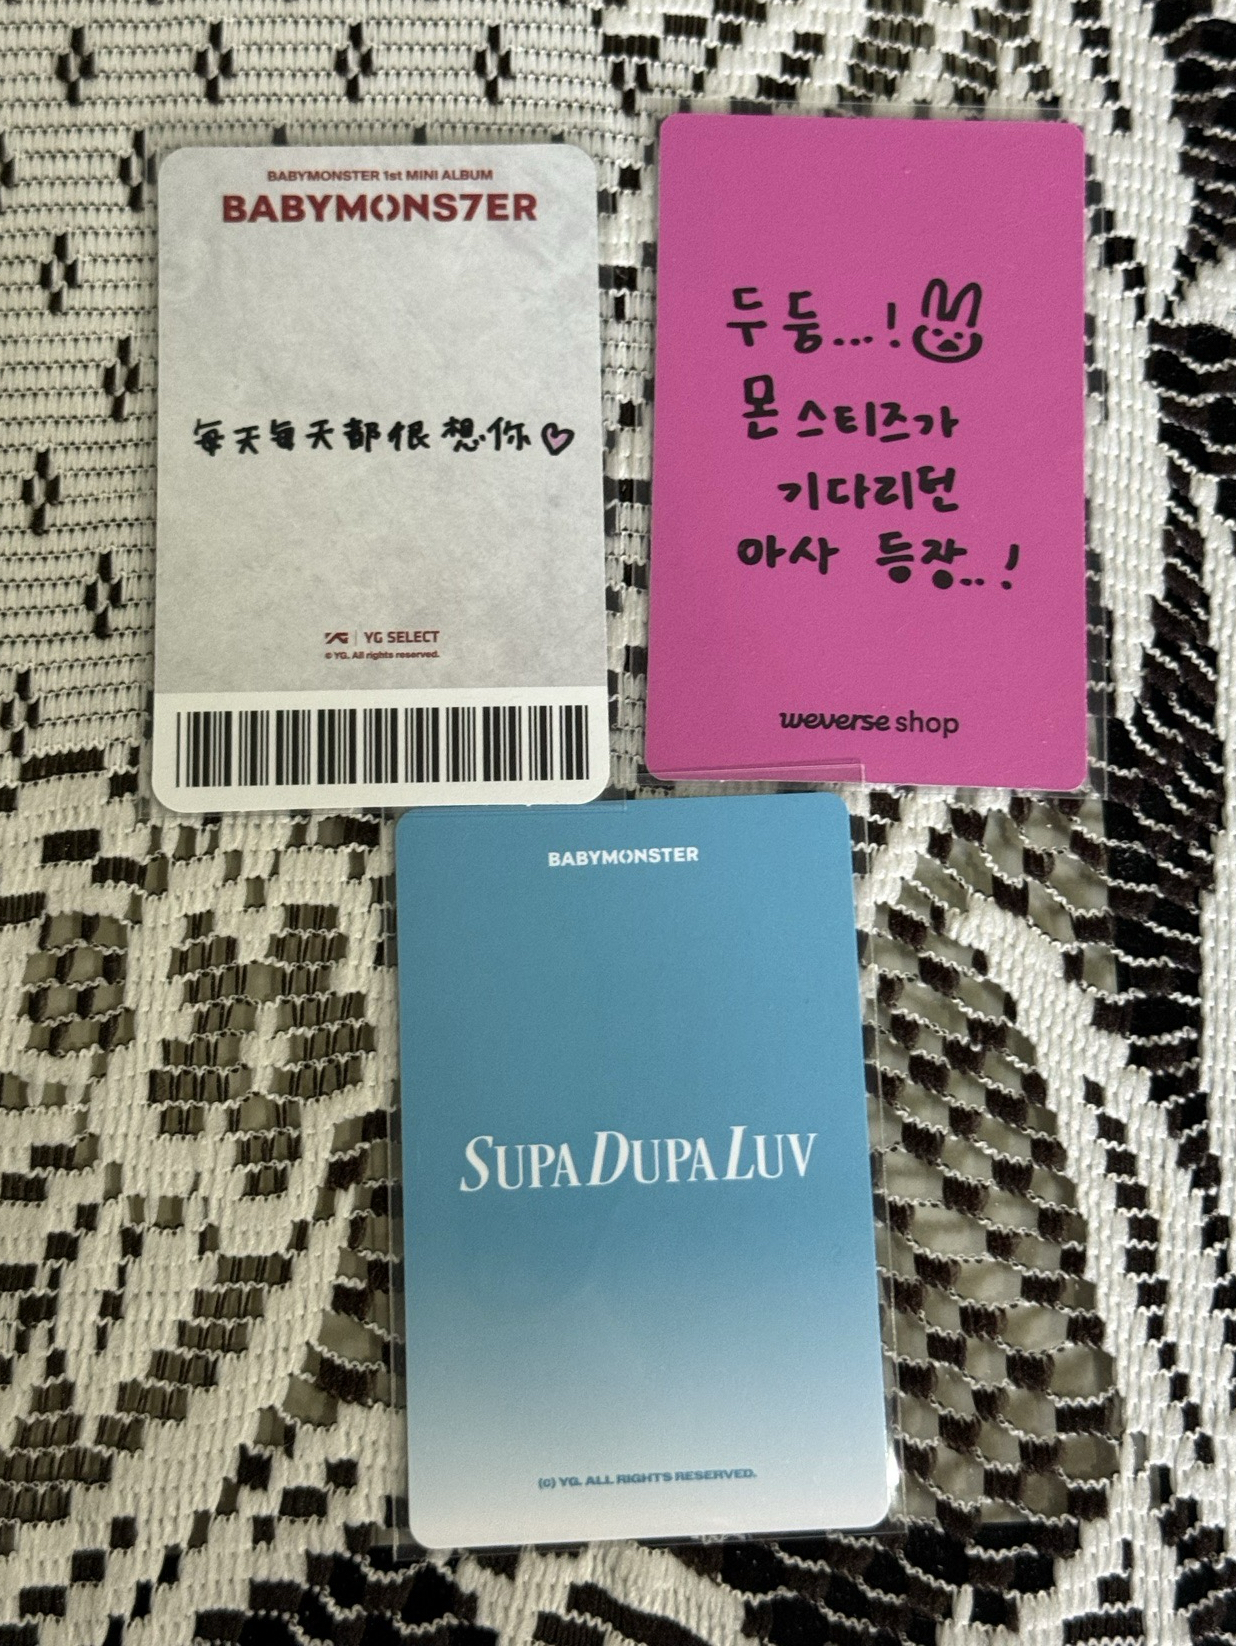 BABYMONSTER 1st MINI ALBUM
BABYMONS7ER
每天每天都很想你♡
YG | YG SELECT
© YG. All rights reserved.
두둥...!
몬스티즈가
기다리던
아사 등장...!
weverse shop
BABYMONSTER
SUPA DUPA LUV
(c) YG. ALL RIGHTS RESERVED.